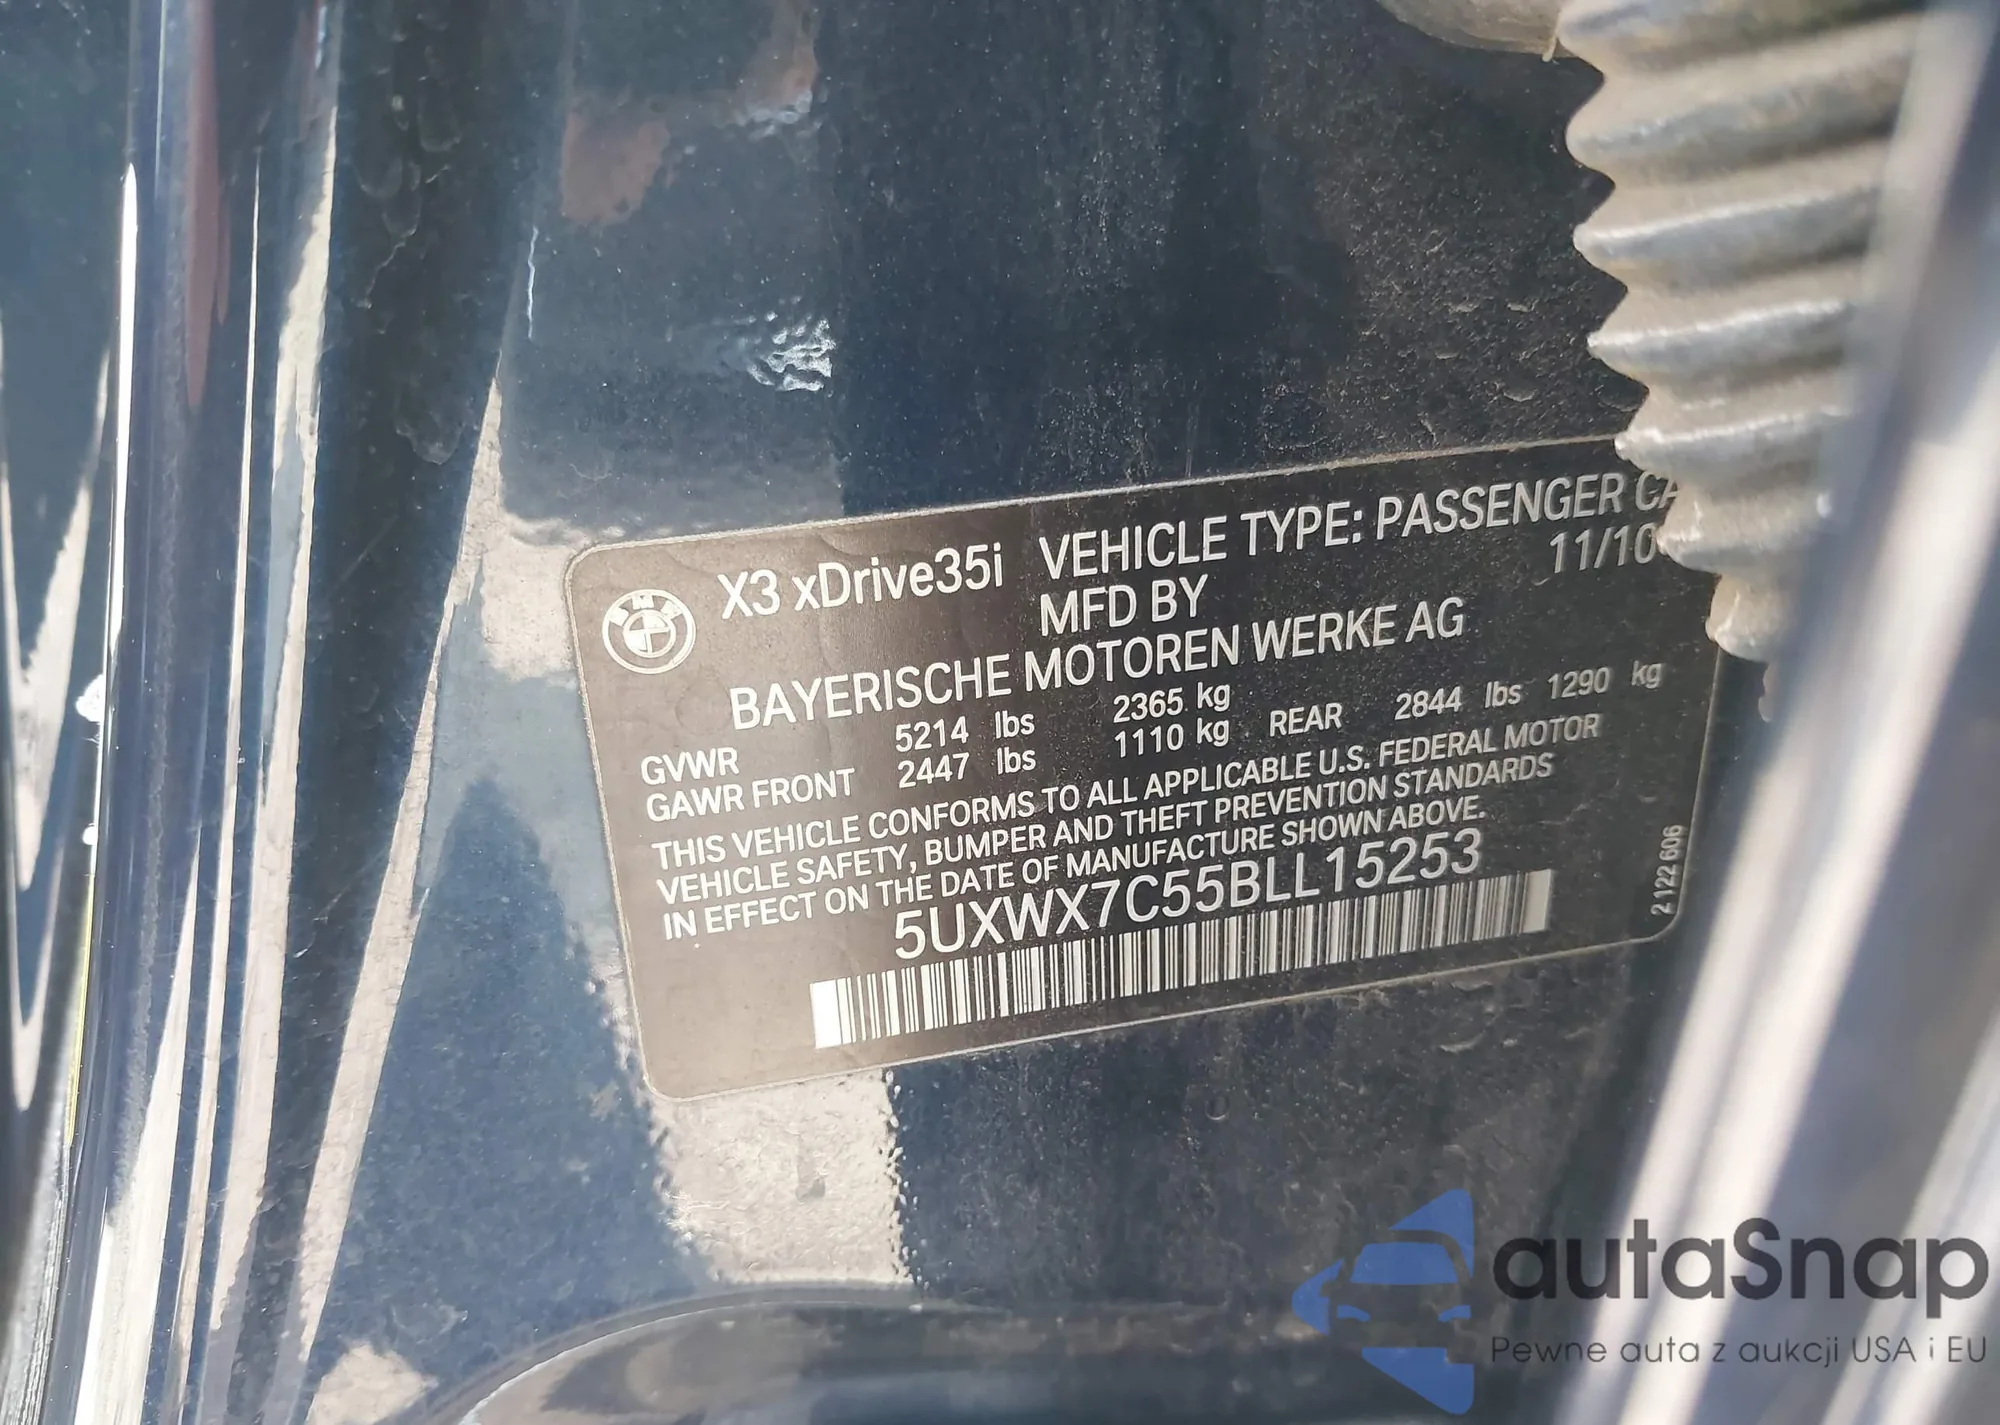 X3 xDrive35i VEHICLE TYPE: PASSENGER
MFD BY 11/10
BAYERISCHE MOTOREN WERKE AG
GVWR 5214 lbs 2365 kg
GAWR FRONT 2447 lbs 1110 kg REAR 2844 lbs 1290 kg
THIS VEHICLE CONFORMS TO ALL APPLICABLE U.S. FEDERAL MOTOR
VEHICLE SAFETY, BUMPER AND THEFT PREVENTION STANDARDS
IN EFFECT ON THE DATE OF MANUFACTURE SHOWN ABOVE.
5UXWX7C55BLL15253
2 122 606
BMW
autaSnap
Pewne auta z aukcji USA i EU